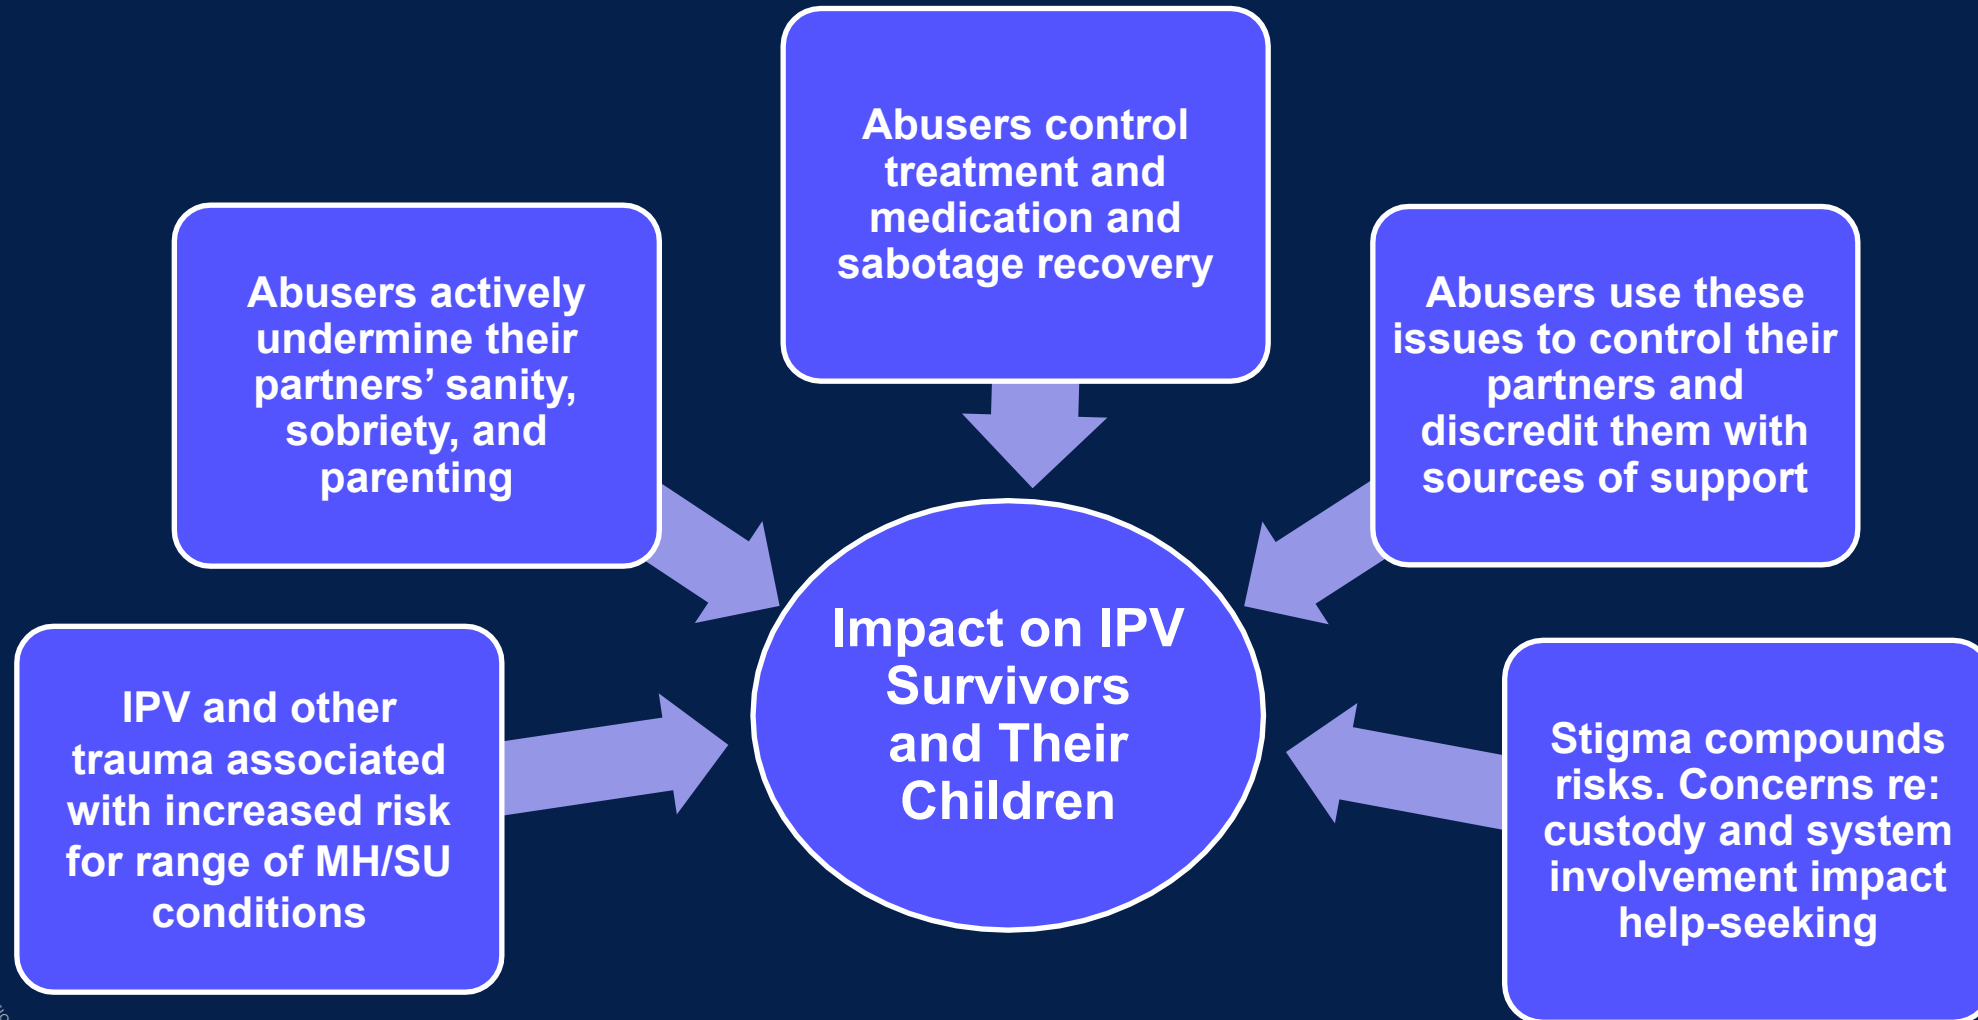 Abusers control
treatment and
medication and
sabotage recovery
Abusers actively
undermine their
partners’ sanity,
sobriety, and
parenting
Abusers use these
issues to control their
partners and
discredit them with
sources of support
IPV and other
trauma associated
with increased risk
for range of MH/SU
conditions
Impact on IPV
Survivors
and Their
Children
Stigma compounds
risks. Concerns re:
custody and system
involvement impact
help-seeking